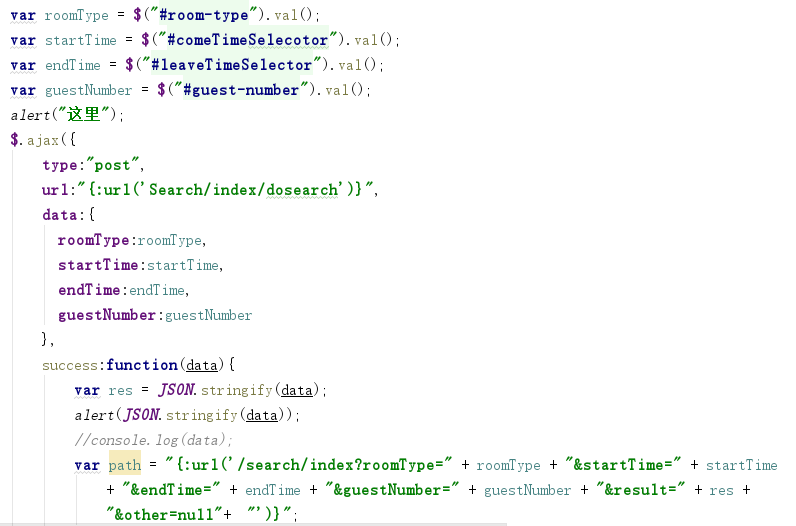 var roomType = $("#room-type").val();
var startTime = $("#comeTimeSelecotor").val();
var endTime = $("#leaveTimeSelector").val();
var guestNumber = $("#guest-number").val();
alert("这里");
$.ajax({
type:"post",
url:"{:url('Search/index/dosearch')}",
data:{
roomType:roomType,
startTime:startTime,
endTime:endTime,
guestNumber:guestNumber
},
success:function(data){
var res = JSON.stringify(data);
alert(JSON.stringify(data));
//console.log(data);
var path = "{:url('/search/index?roomType=" + roomType + "&startTime=" + startTime
+ "&endTime=" + endTime + "&guestNumber=" + guestNumber + "&result=" + res +
"&other=null"+ "')}";